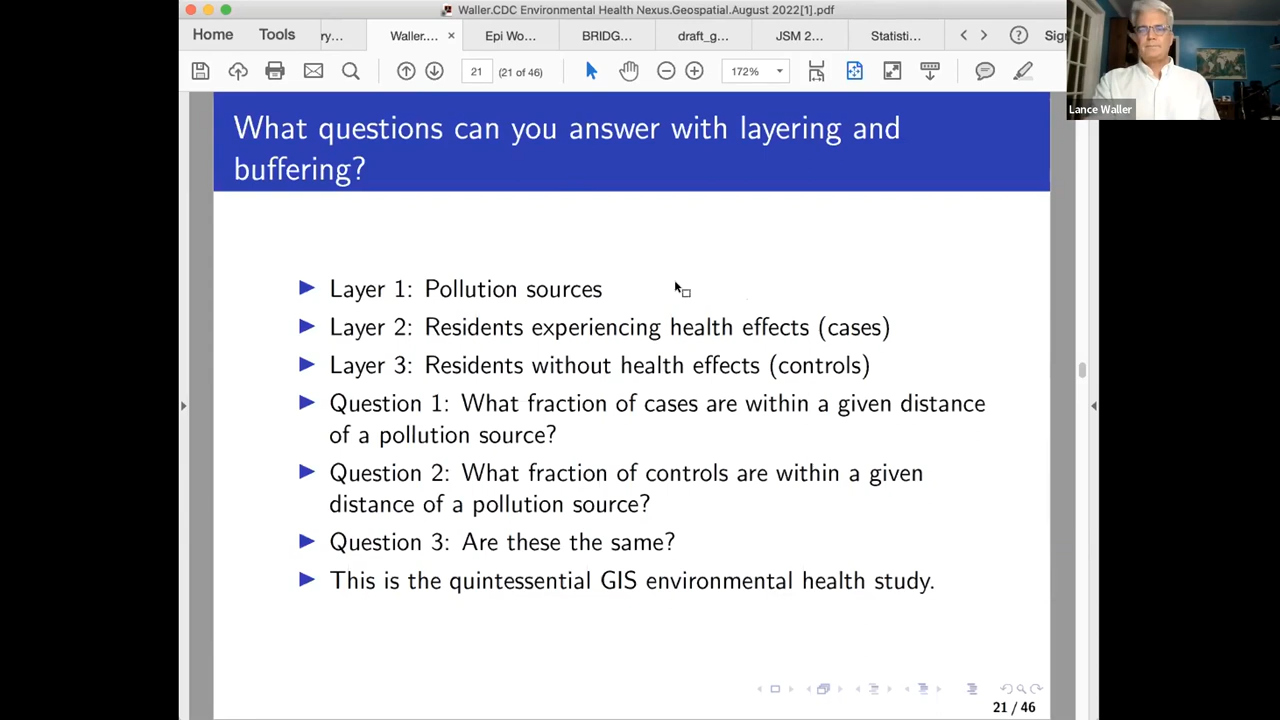 Waller.CDC Environmental Health Nexus.Geospatial.August 2022[1].pdf
Home
Tools
ry...
Waller....
×
Epi Wo...
BRIDG...
draft_g...
JSM 2...
Statisti...
Sig
21
(21 of 46)
172%
Lance Waller
What questions can you answer with layering and
buffering?
Layer 1: Pollution sources
Layer 2: Residents experiencing health effects (cases)
Layer 3: Residents without health effects (controls)
Question 1: What fraction of cases are within a given distance
of a pollution source?
Question 2: What fraction of controls are within a given
distance of a pollution source?
Question 3: Are these the same?
This is the quintessential GIS environmental health study.
21 / 46